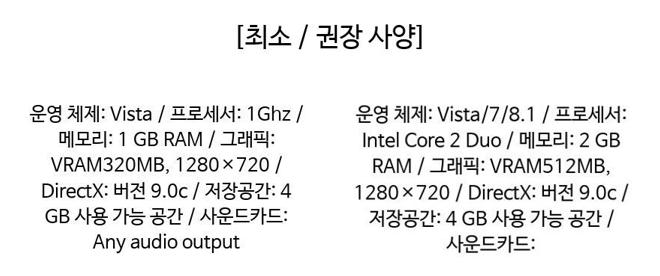 [최소 / 권장 사양]
운영 체제: Vista / 프로세서: 1Ghz /
메모리: 1 GB RAM / 그래픽:
VRAM320MB, 1280×720 /
DirectX: 버전 9.0c / 저장공간: 4
GB 사용 가능 공간 / 사운드카드:
Any audio output
운영 체제: Vista/7/8.1 / 프로세서:
Intel Core 2 Duo / 메모리: 2 GB
RAM / 그래픽: VRAM512MB,
1280×720 / DirectX: 버전 9.0c /
저장공간: 4 GB 사용 가능 공간 /
사운드카드: